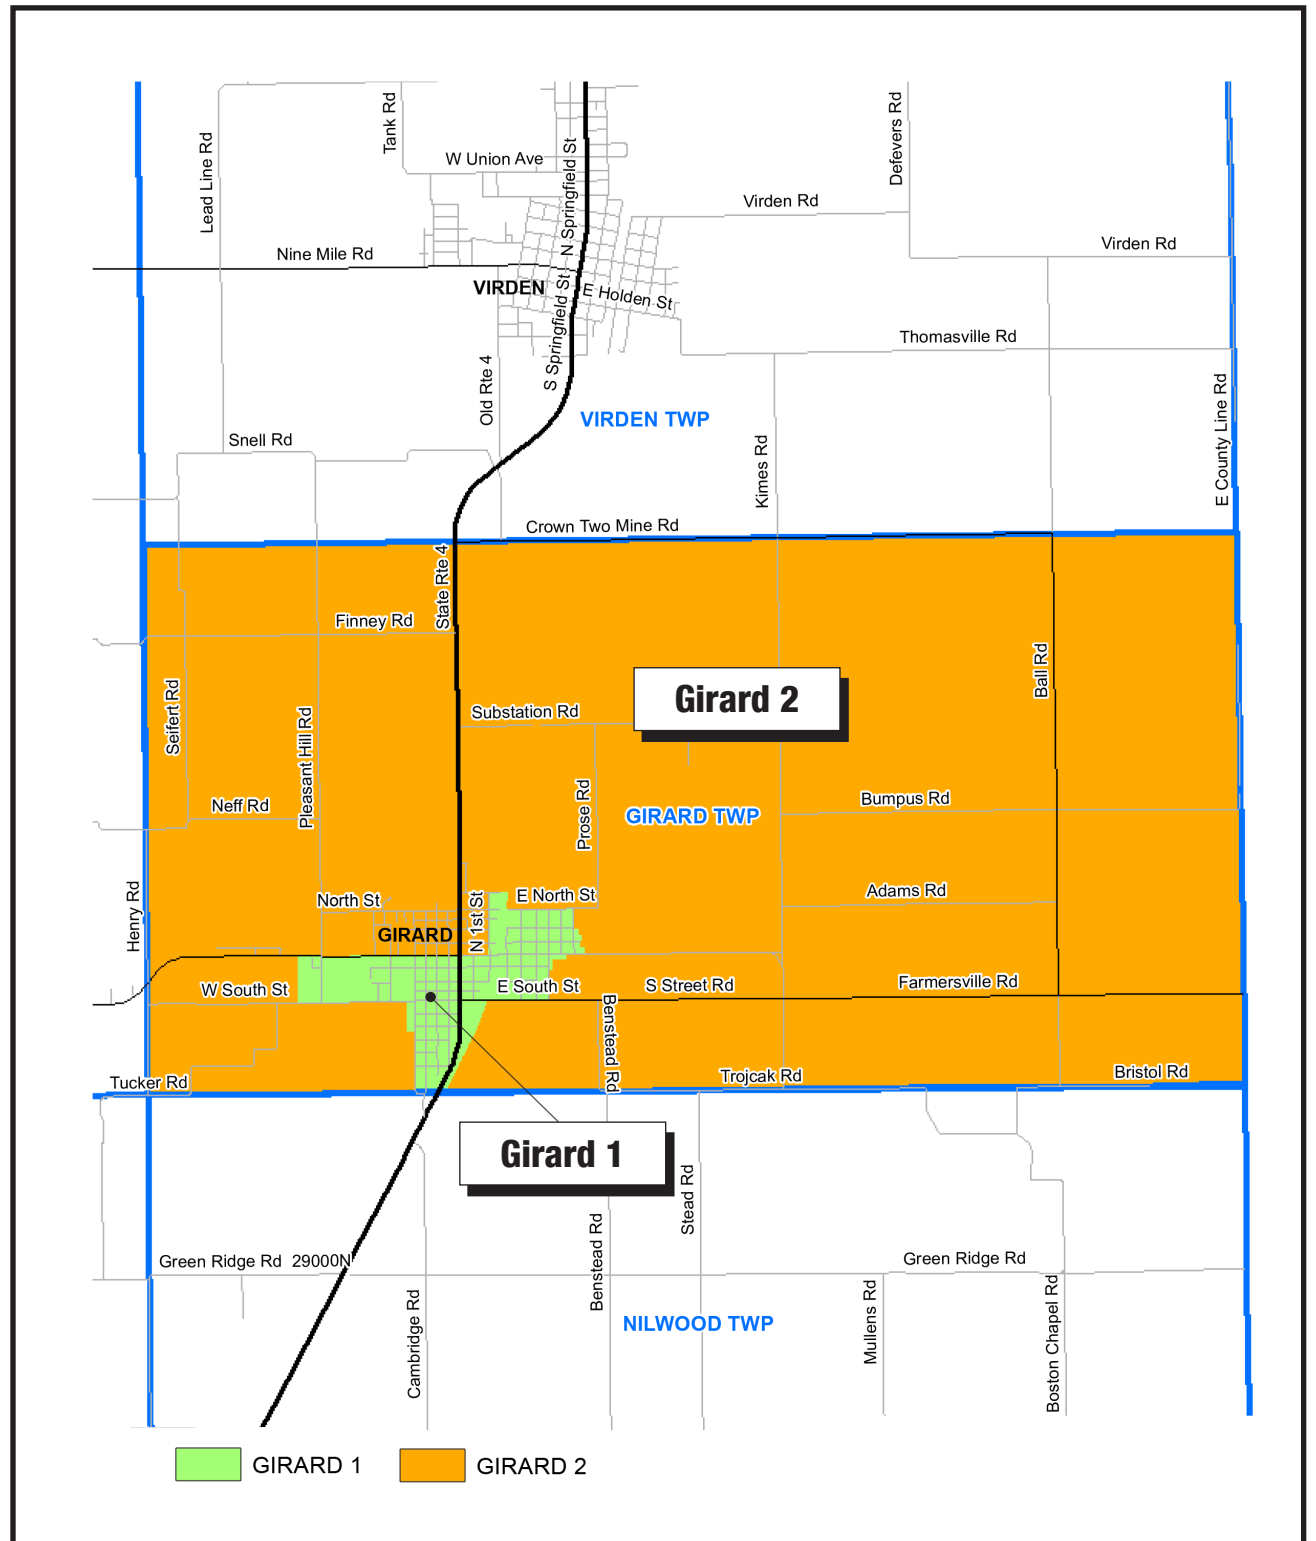 Tank Rd
Defevers Rd
Lead Line Rd
W Union Ave
N Springfield St
Virden Rd
Virden Rd
Nine Mile Rd
VIRDEN
E Holden St
S Springfield St
Thomasville Rd
Old Rte 4
E County Line Rd
VIRDEN TWP
Snell Rd
Kimes Rd
Crown Two Mine Rd
State Rte 4
Finney Rd
Ball Rd
Girard 2
Seifert Rd
Pleasant Hill Rd
Substation Rd
Prose Rd
Neff Rd
GIRARD TWP
Bumpus Rd
Henry Rd
North St
N 1st St
E North St
Adams Rd
GIRARD
W South St
E South St
S Street Rd
Farmersville Rd
Benstead Rd
Tucker Rd
Trojcak Rd
Bristol Rd
Girard 1
Stead Rd
Benstead Rd
Green Ridge Rd 29000N
Green Ridge Rd
Cambridge Rd
NILWOOD TWP
Mullens Rd
Boston Chapel Rd
GIRARD 1
GIRARD 2